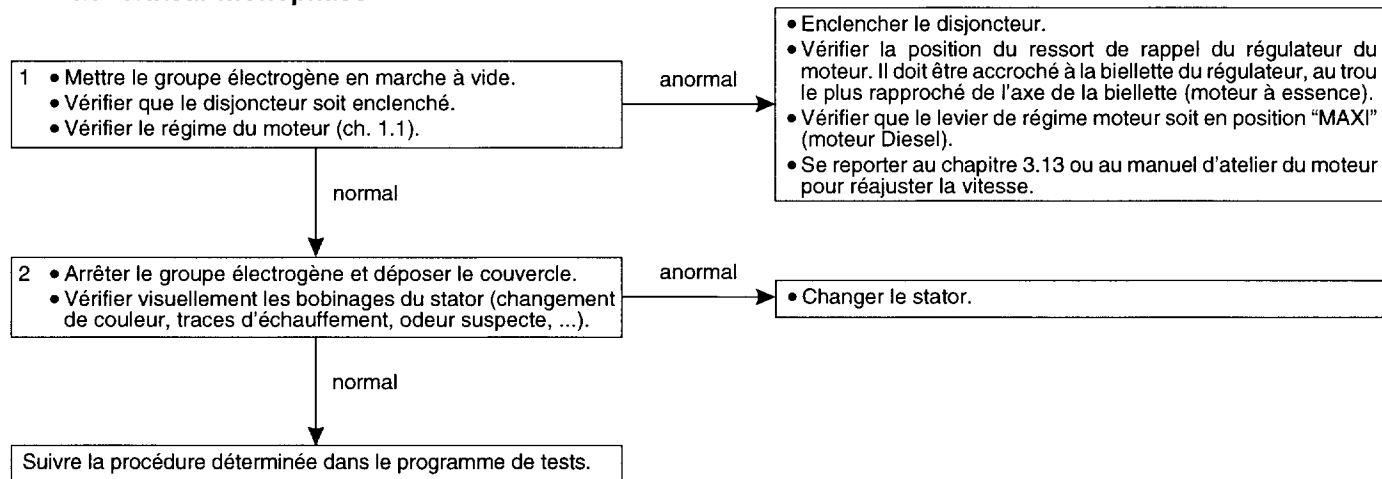 • Enclencher le disjoncteur.
• Vérifier la position du ressort de rappel du régulateur du
moteur. Il doit être accroché à la biellette du régulateur, au trou
le plus rapproché de l'axe de la biellette (moteur à essence).
• Vérifier que le levier de régime moteur soit en position "MAXI"
(moteur Diesel).
• Se reporter au chapitre 3.13 ou au manuel d'atelier du moteur
pour réajuster la vitesse.
1 • Mettre le groupe électrogène en marche à vide.
• Vérifier que le disjoncteur soit enclenché.
• Vérifier le régime du moteur (ch. 1.1).
anormal
normal
2 • Arrêter le groupe électrogène et déposer le couvercle.
• Vérifier visuellement les bobinages du stator (changement
de couleur, traces d'échauffement, odeur suspecte, ...).
anormal
• Changer le stator.
normal
Suivre la procédure déterminée dans le programme de tests.